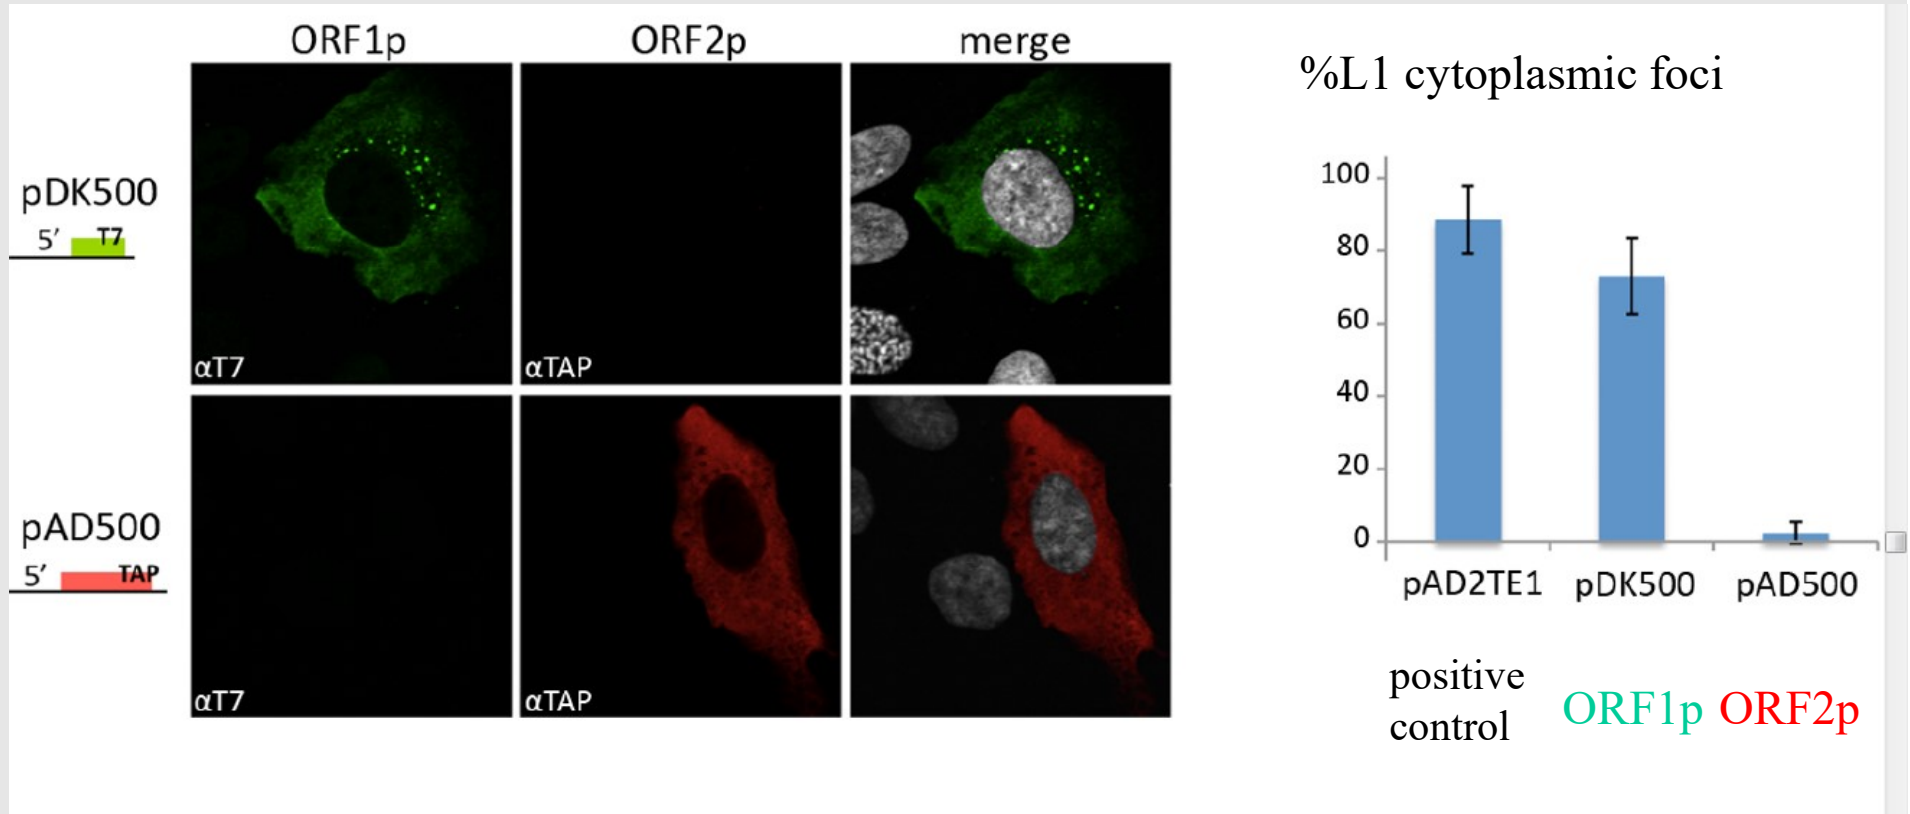 ORF1p ORF2p merge
pDK500
5′ T7
αT7 αTAP
pAD500
5′ TAP
αT7 αTAP
%L1 cytoplasmic foci
100
80
60
40
20
0
pAD2TE1 pDK500 pAD500
positive
control
ORF1p ORF2p